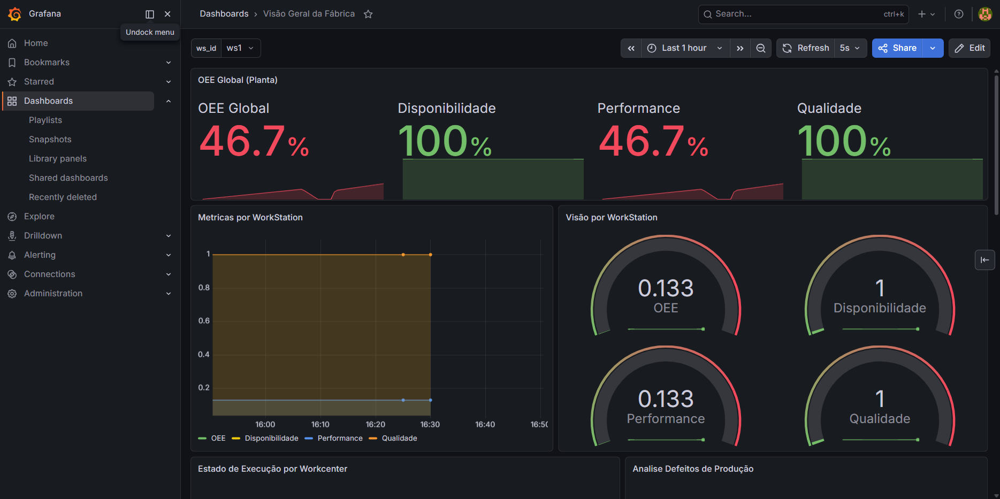 Grafana
Undock menu
Home
Bookmarks
Starred
Dashboards
Playlists
Snapshots
Library panels
Shared dashboards
Recently deleted
Explore
Drilldown
Alerting
Connections
Administration
Dashboards › Visão Geral da Fábrica
Search... ctrl+k
ws_id ws1
Last 1 hour
Refresh 5s
Share
Edit
OEE Global (Planta)
OEE Global
46.7%
Disponibilidade
100%
Performance
46.7%
Qualidade
100%
Metricas por WorkStation
1
0.8
0.6
0.4
0.2
16:00 16:10 16:20 16:30 16:40 16:50
OEE Disponibilidade Performance Qualidade
Visão por WorkStation
0.133
OEE
1
Disponibilidade
0.133
Performance
1
Qualidade
Estado de Execução por Workcenter
Analise Defeitos de Produção